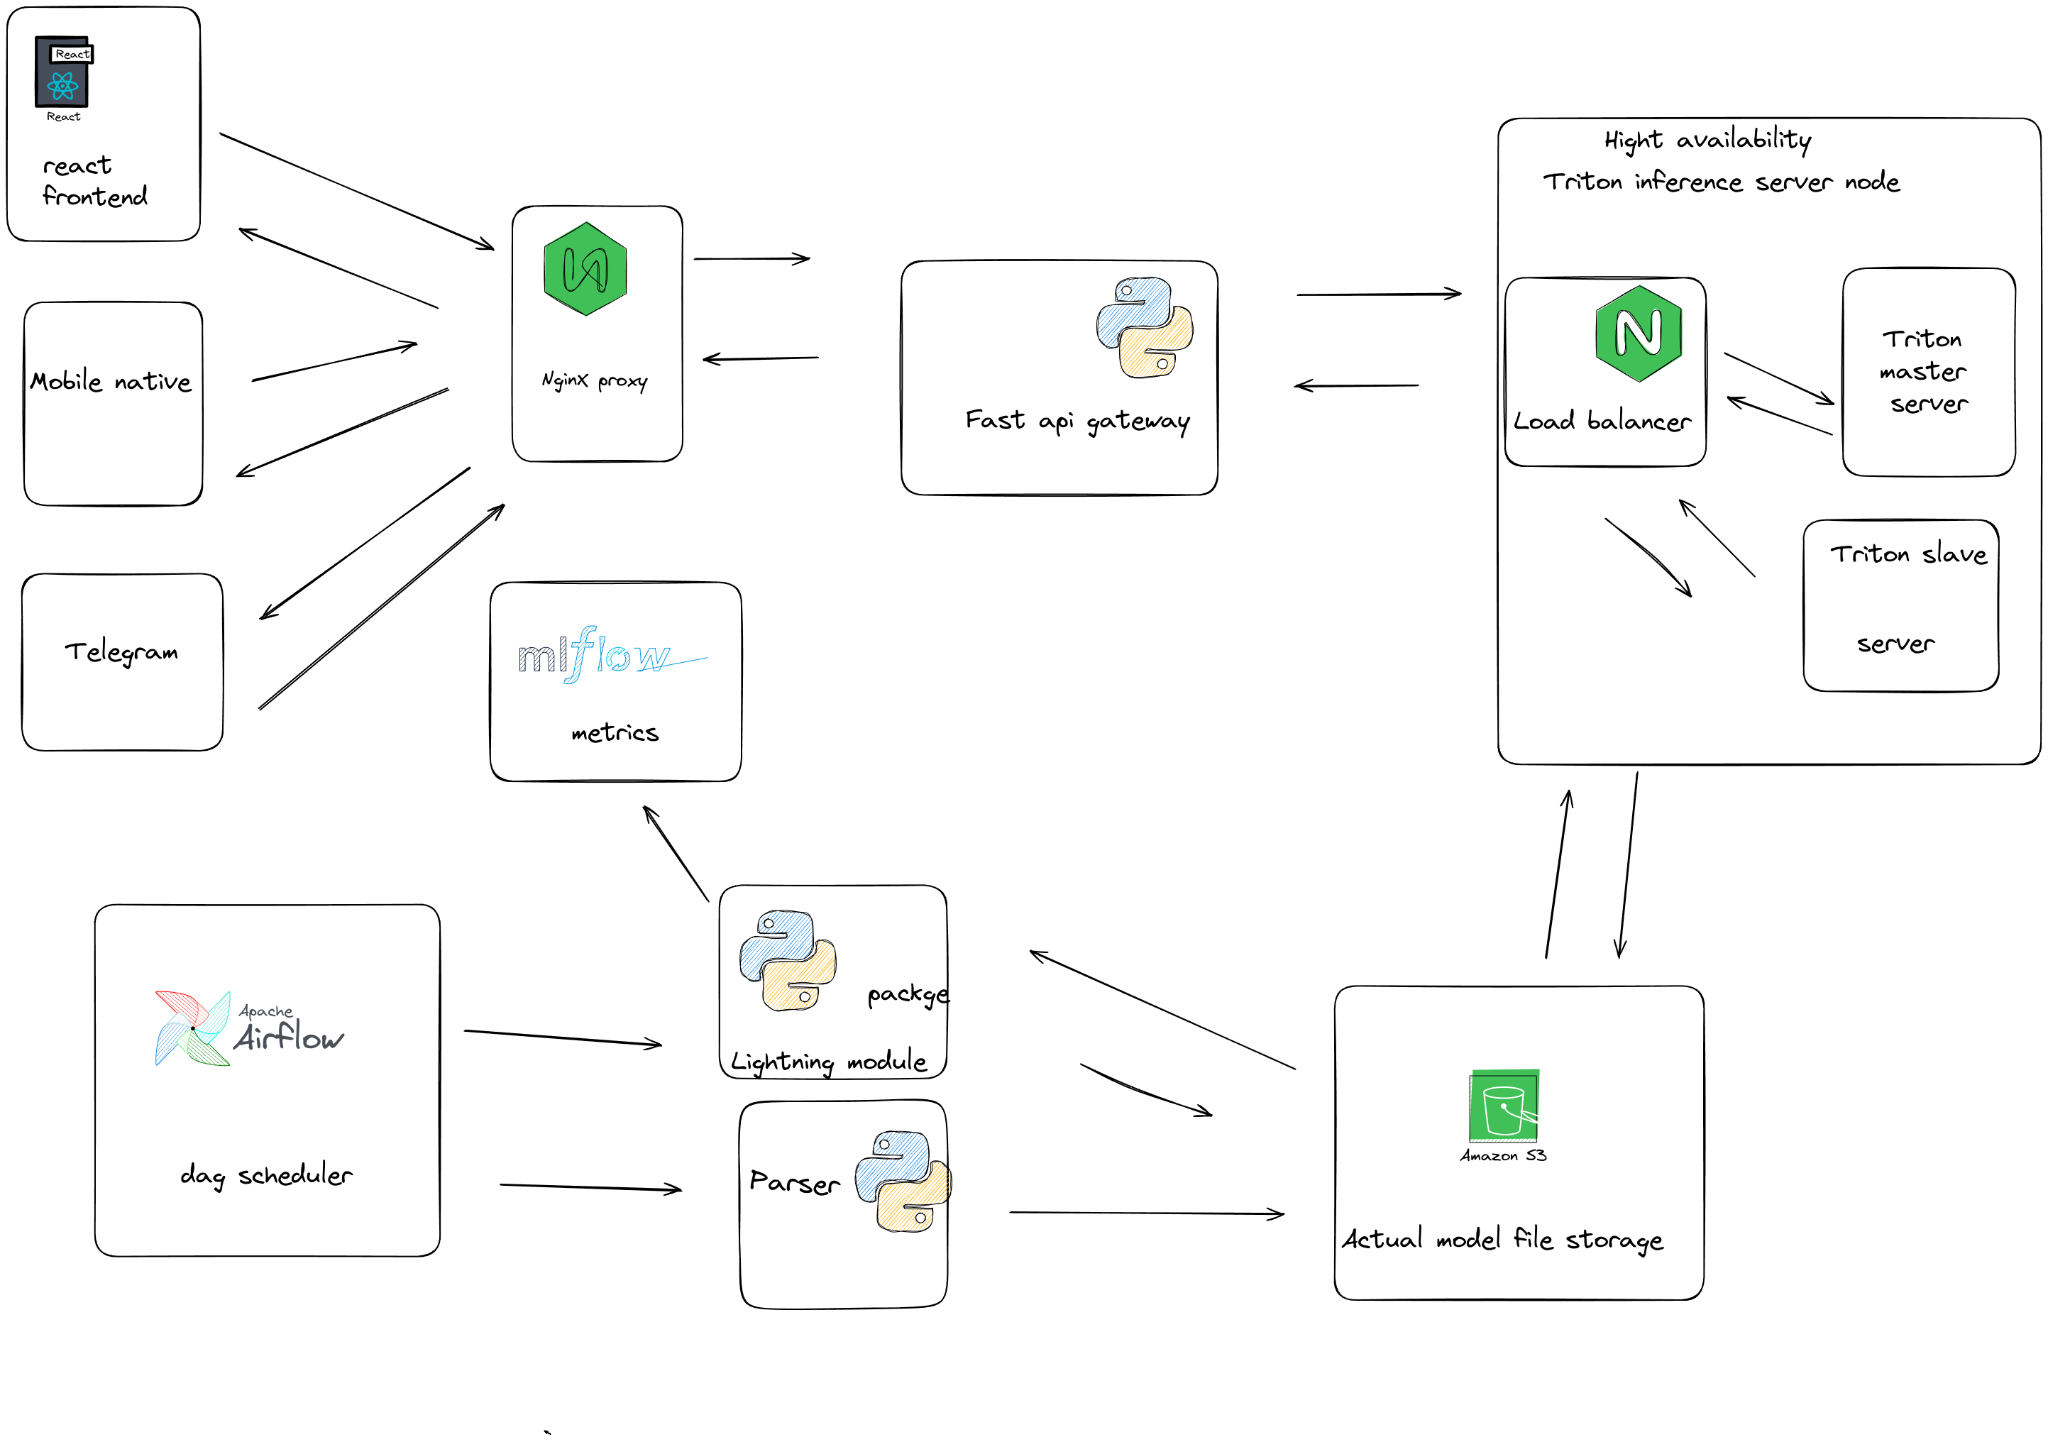 React
React
react
frontend
Mobile native
Telegram
NginX proxy
Fast api gateway
Hight availability
Triton inference server node
N
Load balancer
Triton
master
server
Triton slave
server
mlflow
metrics
Apache
Airflow
dag scheduler
packge
Lightning module
Parser
Amazon S3
Actual model file storage